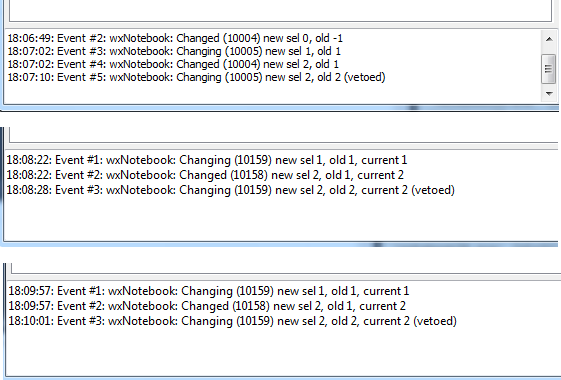 18:06:49: Event #2: wxNotebook: Changed (10004) new sel 0, old -1
18:07:02: Event #3: wxNotebook: Changing (10005) new sel 1, old 1
18:07:02: Event #4: wxNotebook: Changed (10004) new sel 2, old 1
18:07:10: Event #5: wxNotebook: Changing (10005) new sel 2, old 2 (vetoed)
18:08:22: Event #1: wxNotebook: Changing (10159) new sel 1, old 1, current 1
18:08:22: Event #2: wxNotebook: Changed (10158) new sel 2, old 1, current 2
18:08:28: Event #3: wxNotebook: Changing (10159) new sel 2, old 2, current 2 (vetoed)
18:09:57: Event #1: wxNotebook: Changing (10159) new sel 1, old 1, current 1
18:09:57: Event #2: wxNotebook: Changed (10158) new sel 2, old 1, current 2
18:10:01: Event #3: wxNotebook: Changing (10159) new sel 2, old 2, current 2 (vetoed)